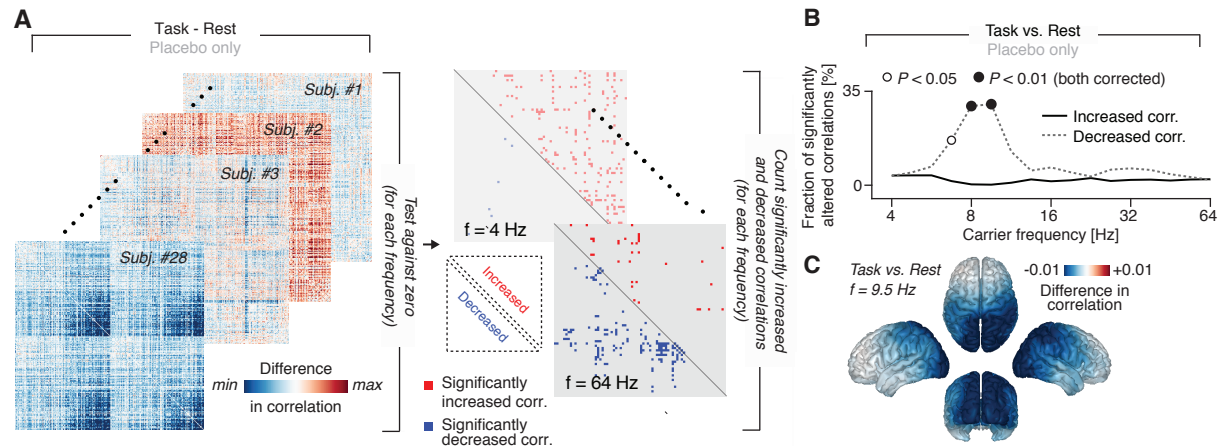 A
Task - Rest
Placebo only
Subj. #1
Subj. #2
Subj. #3
Subj. #28
Difference
min
max
in correlation
Test against zero
(for each frequency)
f = 4 Hz
Increased
Decreased
f = 64 Hz
Significantly
increased corr.
Significantly
decreased corr.
Count significantly increased
and decreased correlations
(for each frequency)
B
Task vs. Rest
Placebo only
P < 0.05
P < 0.01 (both corrected)
Fraction of significantly
altered correlations [%]
35
0
Increased corr.
Decreased corr.
4
8
16
32
64
Carrier frequency [Hz]
C
Task vs. Rest
f = 9.5 Hz
-0.01
+0.01
Difference in
correlation